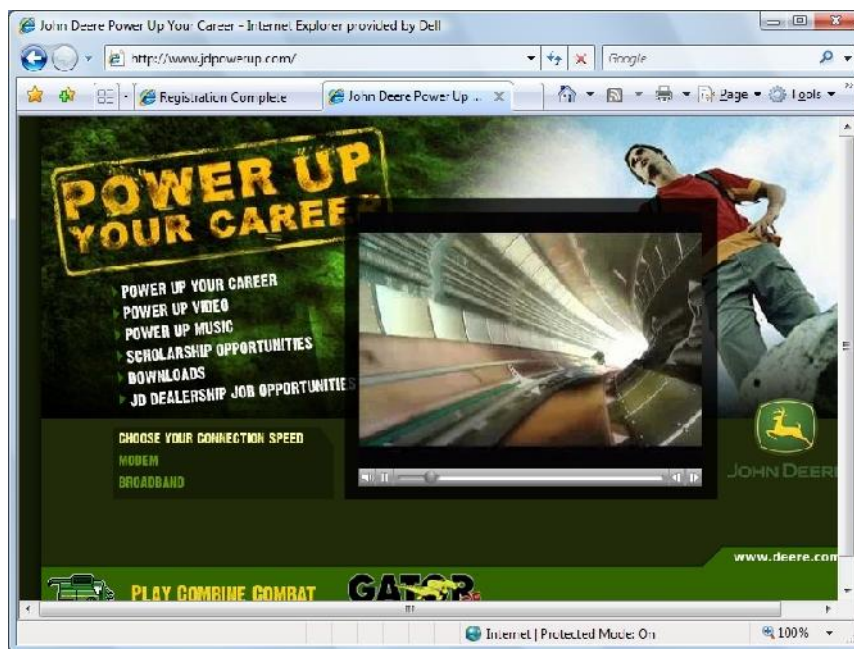 John Deere Power Up Your Career - Internet Explorer provided by Dell
http://www.jdpowerup.com/
Google
Registration Complete
John Deere Power Up ...
Page
Tools
POWER UP
YOUR CAREER
POWER UP YOUR CAREER
POWER UP VIDEO
POWER UP MUSIC
SCHOLARSHIP OPPORTUNITIES
DOWNLOADS
JD DEALERSHIP JOB OPPORTUNITIES
CHOOSE YOUR CONNECTION SPEED
MODEM
BROADBAND
JOHN DEERE
www.deere.com
PLAY COMBINE COMBAT
GATOR
Internet | Protected Mode: On
100%